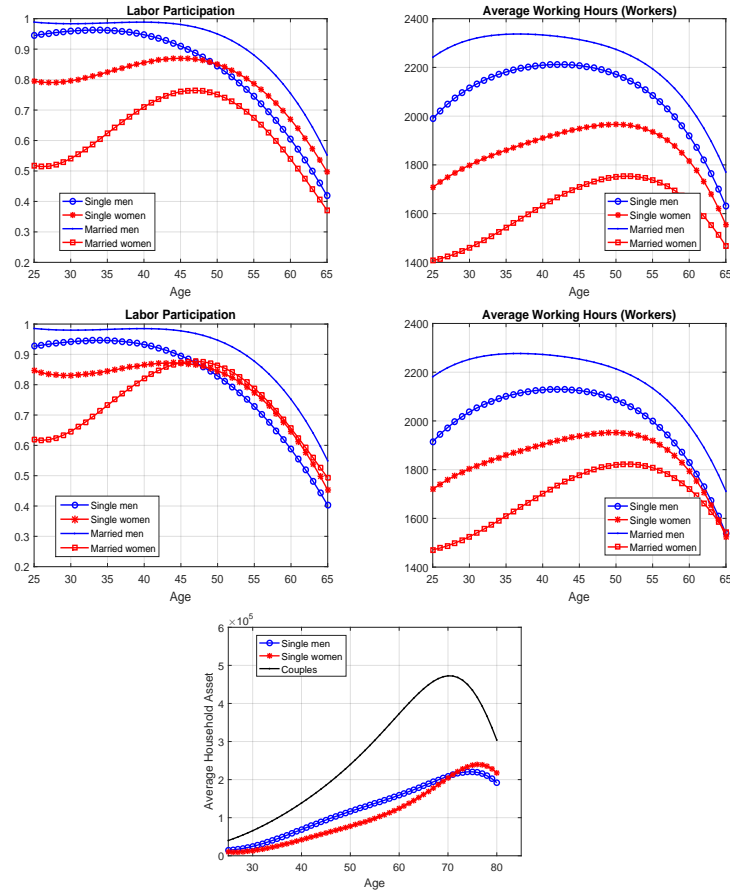 Labor Participation
1
0.9
0.8
0.7
0.6
0.5
0.4
0.3
0.2
Single men
Single women
Married men
Married women
25 30 35 40 45 50 55 60 65
Age
Average Working Hours (Workers)
2400
2200
2000
1800
1600
1400
Single men
Single women
Married men
Married women
25 30 35 40 45 50 55 60 65
Age
Labor Participation
1
0.9
0.8
0.7
0.6
0.5
0.4
0.3
0.2
Single men
Single women
Married men
Married women
25 30 35 40 45 50 55 60 65
Age
Average Working Hours (Workers)
2400
2200
2000
1800
1600
1400
Single men
Single women
Married men
Married women
25 30 35 40 45 50 55 60 65
Age
×10^5
6
5
4
3
2
1
0
Average Household Asset
Single men
Single women
Couples
30 40 50 60 70 80
Age